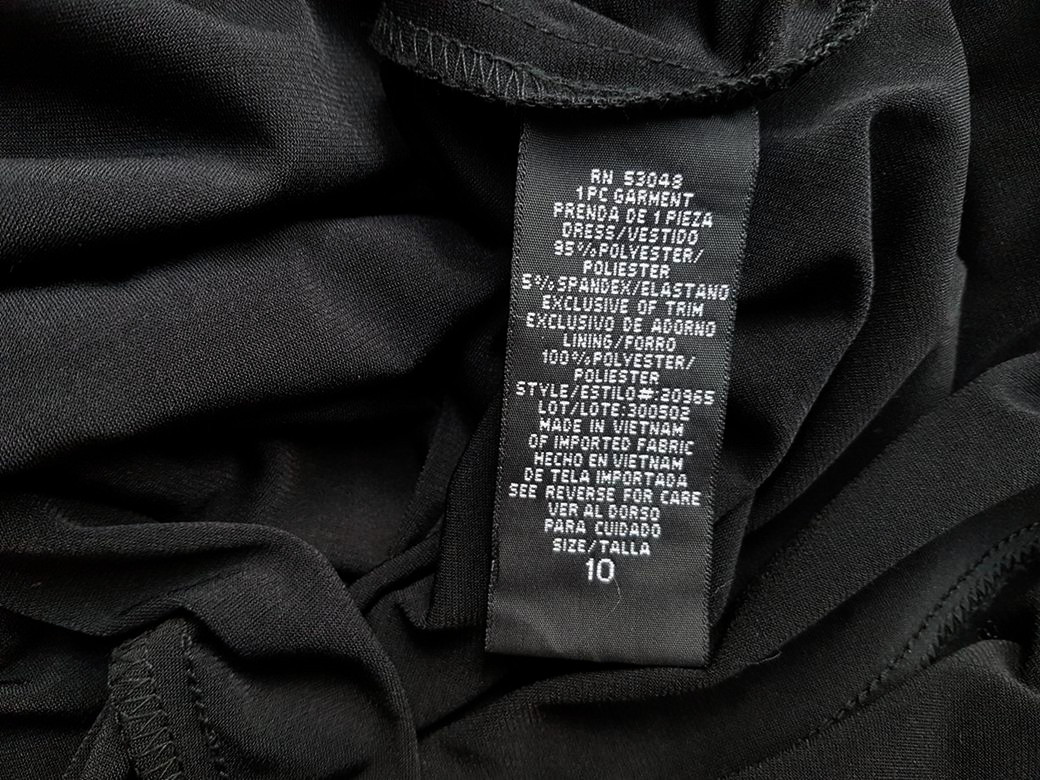 RN 53048
1PC GARMENT
PRENDA DE 1 PIEZA
DRESS/VESTIDO
95%POLYESTER/
POLIESTER
5%SPANDEX/ELASTANO
EXCLUSIVE OF TRIM
EXCLUSIVO DE ADORNO
LINING/FORRO
100%POLYESTER/
POLIESTER
STYLE/ESTILO#:20965
LOT/LOTE:300502
MADE IN VIETNAM
OF IMPORTED FABRIC
HECHO EN VIETNAM
DE TELA IMPORTADA
SEE REVERSE FOR CARE
VER AL DORSO
PARA CUIDADO
SIZE/TALLA
10